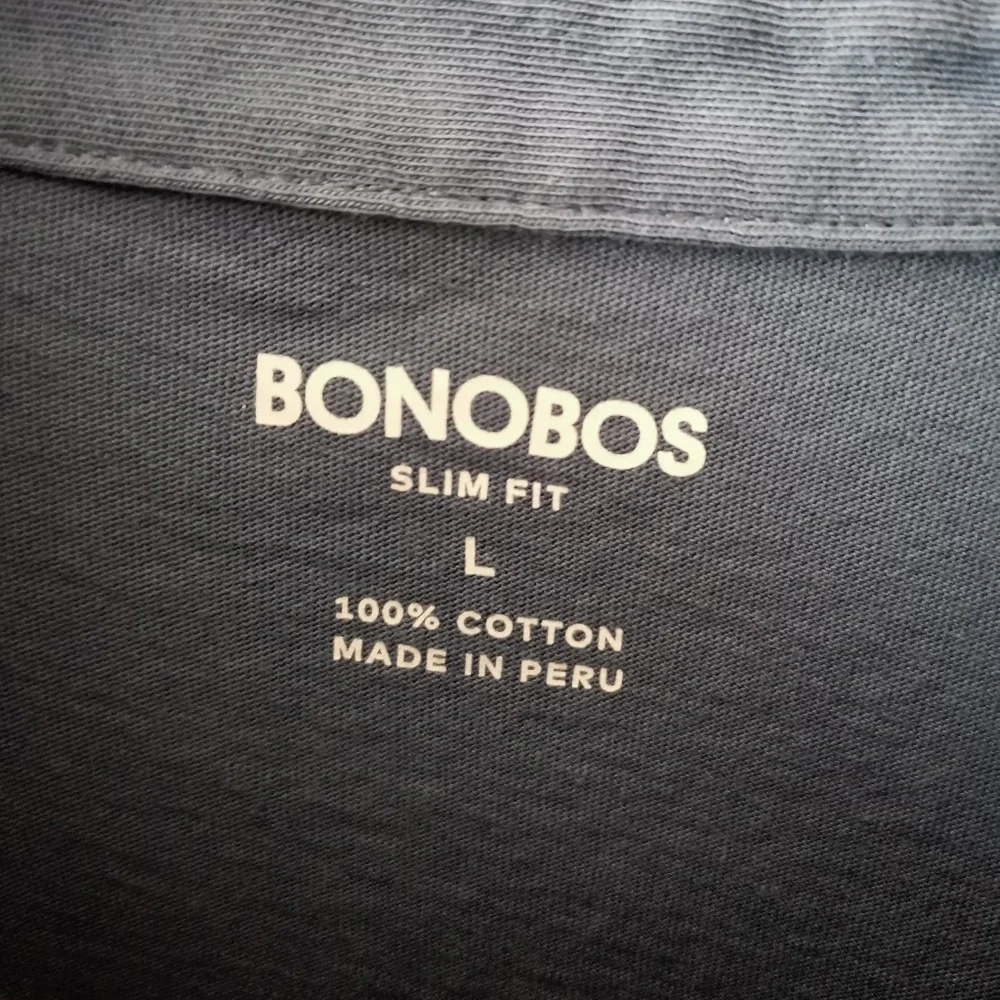 BONOBOS
SLIM FIT
L
100% COTTON
MADE IN PERU